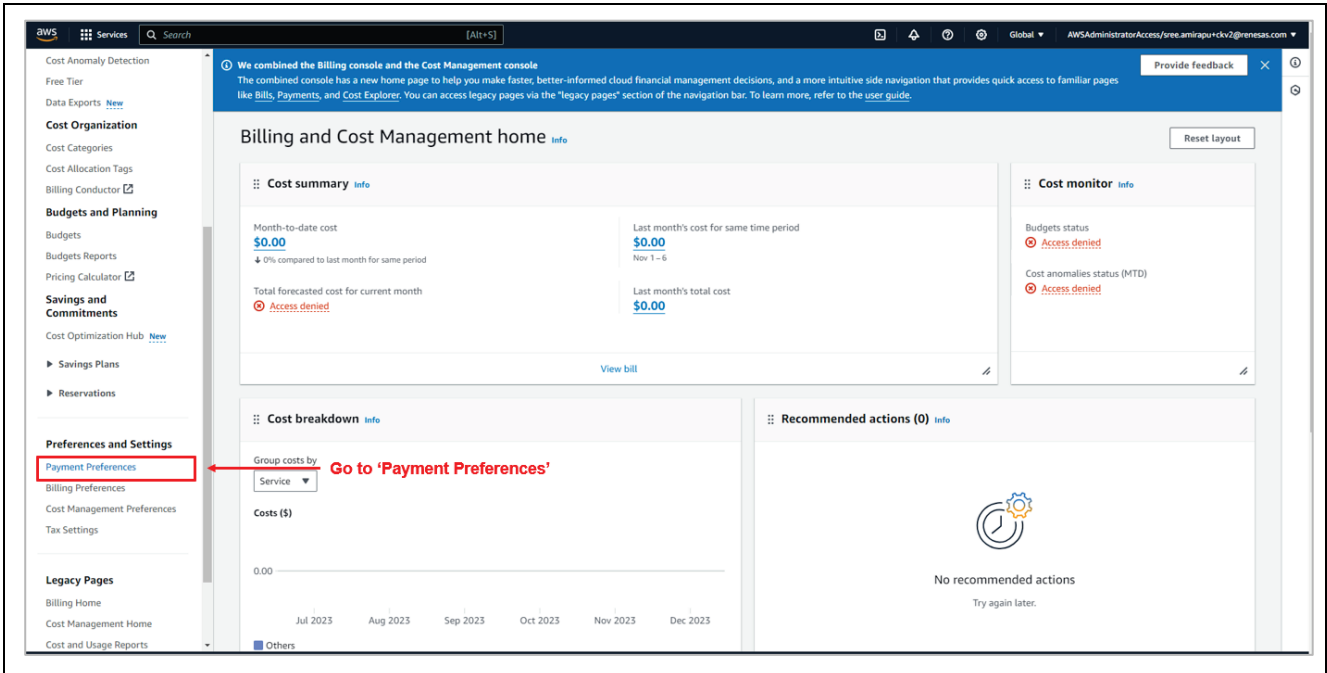 aws
Services
Search
[Alt+S]
Global
AWSAdministratorAccess/sree.amirapu+ckv2@renesas.com
Cost Anomaly Detection
Free Tier
Data Exports New
Cost Organization
Cost Categories
Cost Allocation Tags
Billing Conductor
Budgets and Planning
Budgets
Budgets Reports
Pricing Calculator
Savings and
Commitments
Cost Optimization Hub New
Savings Plans
Reservations
Preferences and Settings
Payment Preferences
Billing Preferences
Cost Management Preferences
Tax Settings
Legacy Pages
Billing Home
Cost Management Home
Cost and Usage Reports
We combined the Billing console and the Cost Management console
The combined console has a new home page to help you make faster, better-informed cloud financial management decisions, and a more intuitive side navigation that provides quick access to familiar pages
like Bills, Payments, and Cost Explorer. You can access legacy pages via the "legacy pages" section of the navigation bar. To learn more, refer to the user guide.
Provide feedback
Billing and Cost Management home Info
Reset layout
Cost summary Info
Month-to-date cost
$0.00
0% compared to last month for same period
Last month's cost for same time period
$0.00
Nov 1 – 6
Total forecasted cost for current month
Access denied
Last month's total cost
$0.00
View bill
Cost monitor Info
Budgets status
Access denied
Cost anomalies status (MTD)
Access denied
Cost breakdown Info
Group costs by
Service
Go to ‘Payment Preferences’
Costs ($)
0.00
Jul 2023 Aug 2023 Sep 2023 Oct 2023 Nov 2023 Dec 2023
Others
Recommended actions (0) Info
No recommended actions
Try again later.